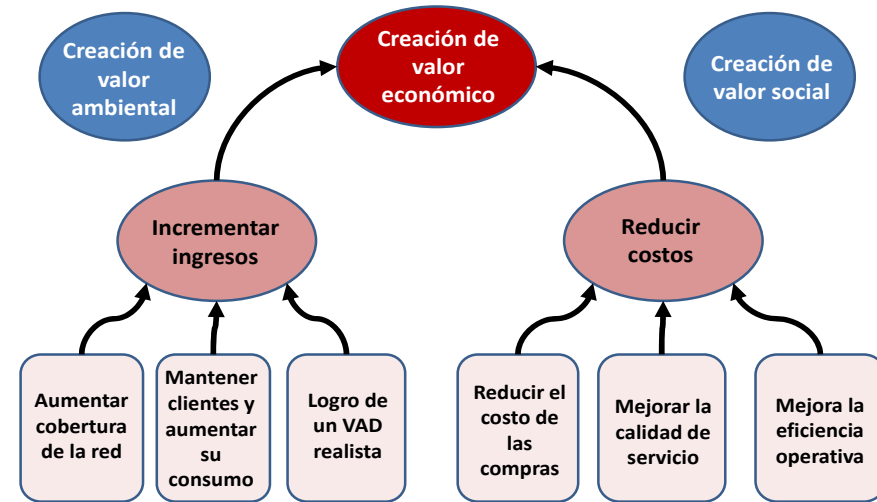 Creación de
valor
ambiental
Creación de
valor
económico
Creación de
valor social
Incrementar
ingresos
Reducir
costos
Aumentar
cobertura
de la red
Mantener
clientes y
aumentar
su
consumo
Logro de
un VAD
realista
Reducir el
costo de
las
compras
Mejorar la
calidad de
servicio
Mejora la
eficiencia
operativa